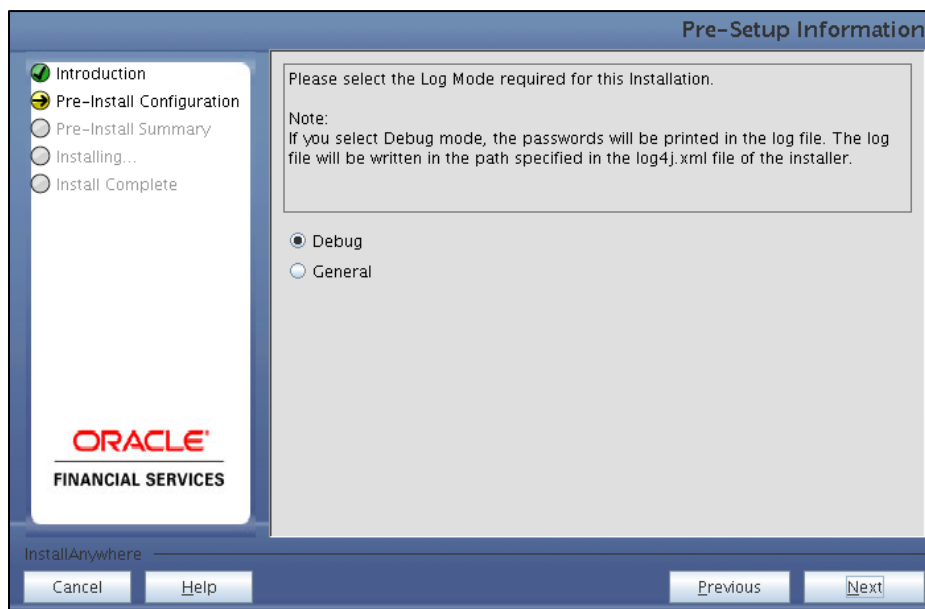 Pre-Setup Information
Introduction
Pre-Install Configuration
Pre-Install Summary
Installing...
Install Complete
Please select the Log Mode required for this Installation.
Note:
If you select Debug mode, the passwords will be printed in the log file. The log
file will be written in the path specified in the log4j.xml file of the installer.
Debug
General
ORACLE'
FINANCIAL SERVICES
InstallAnywhere
Cancel
Help
Previous
Next